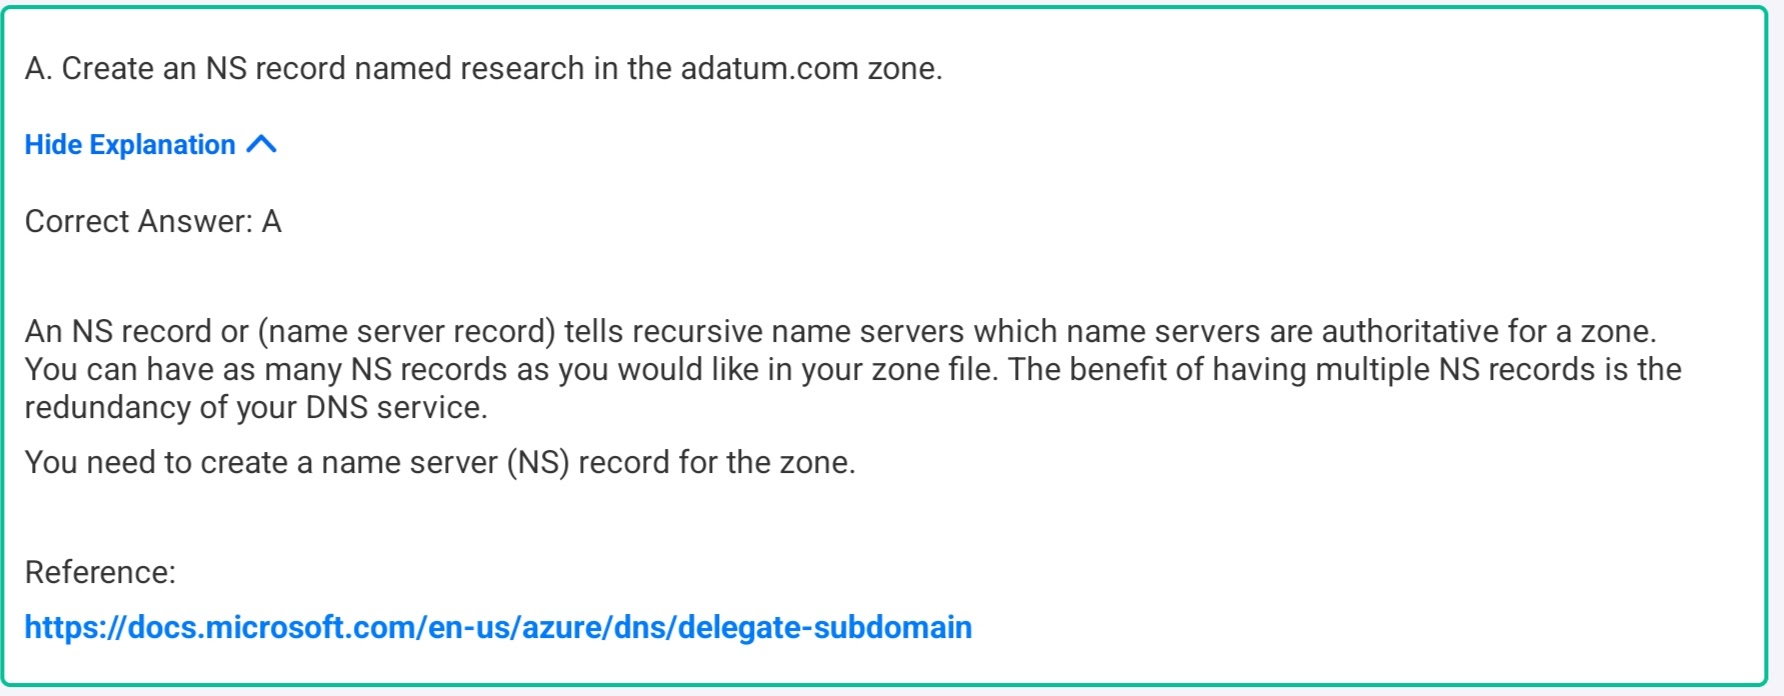 A. Create an NS record named research in the adatum.com zone.
Hide Explanation
Correct Answer: A
An NS record or (name server record) tells recursive name servers which name servers are authoritative for a zone.
You can have as many NS records as you would like in your zone file. The benefit of having multiple NS records is the
redundancy of your DNS service.
You need to create a name server (NS) record for the zone.
Reference:
https://docs.microsoft.com/en-us/azure/dns/delegate-subdomain